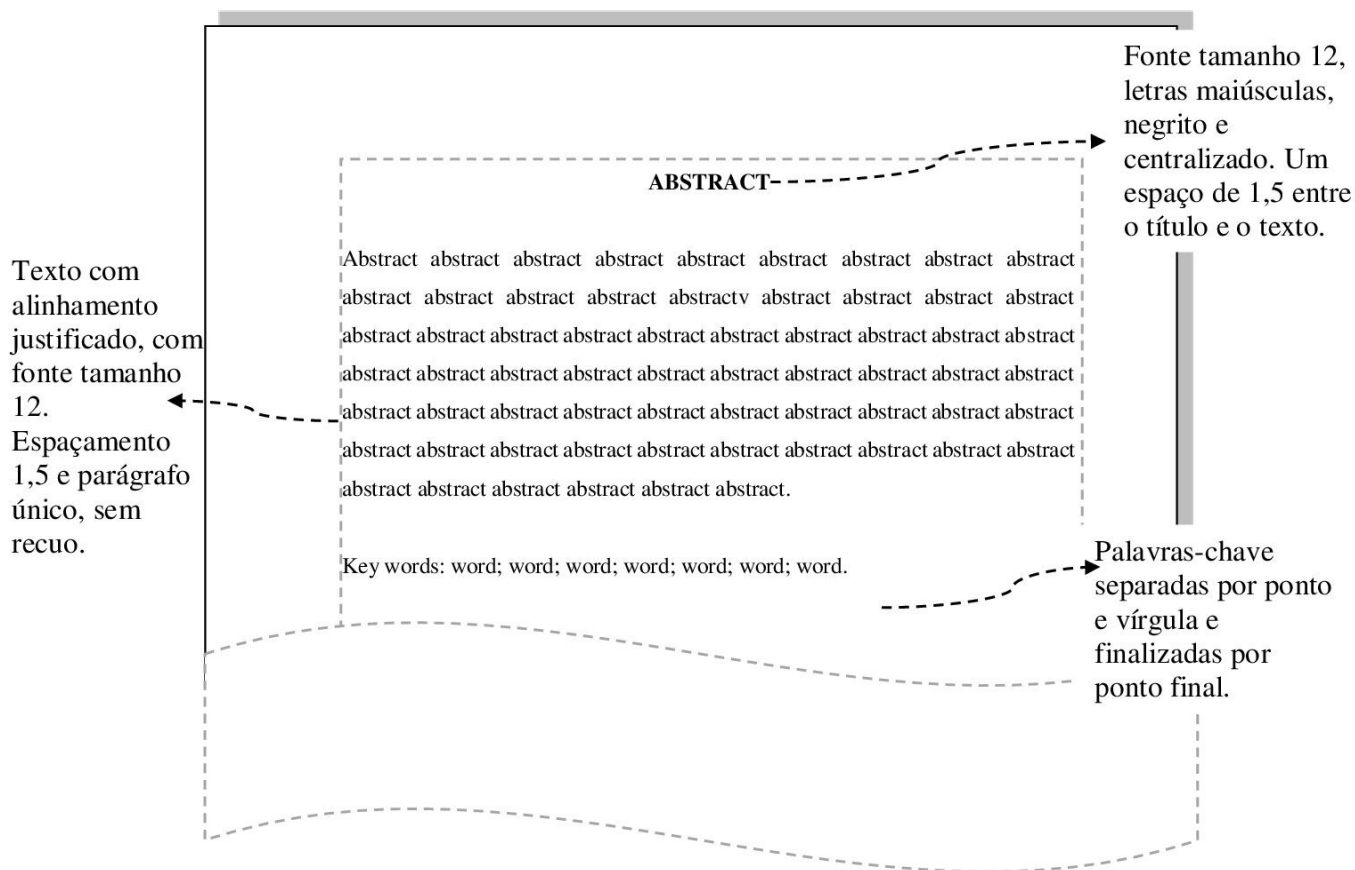 Fonte tamanho 12,
letras maiúsculas,
negrito e
centralizado. Um
espaço de 1,5 entre
o título e o texto.
ABSTRACT
Abstract abstract abstract abstract abstract abstract abstract abstract abstract
abstract abstract abstract abstract abstractv abstract abstract abstract abstract
abstract abstract abstract abstract abstract abstract abstract abstract abstract abstract
abstract abstract abstract abstract abstract abstract abstract abstract abstract abstract
abstract abstract abstract abstract abstract abstract abstract abstract abstract abstract
abstract abstract abstract abstract abstract abstract abstract abstract abstract abstract
abstract abstract abstract abstract abstract abstract.
Key words: word; word; word; word; word; word; word.
Texto com
alinhamento
justificado, com
fonte tamanho
12.
Espaçamento
1,5 e parágrafo
único, sem
recuo.
Palavras-chave
separadas por ponto
e vírgula e
finalizadas por
ponto final.